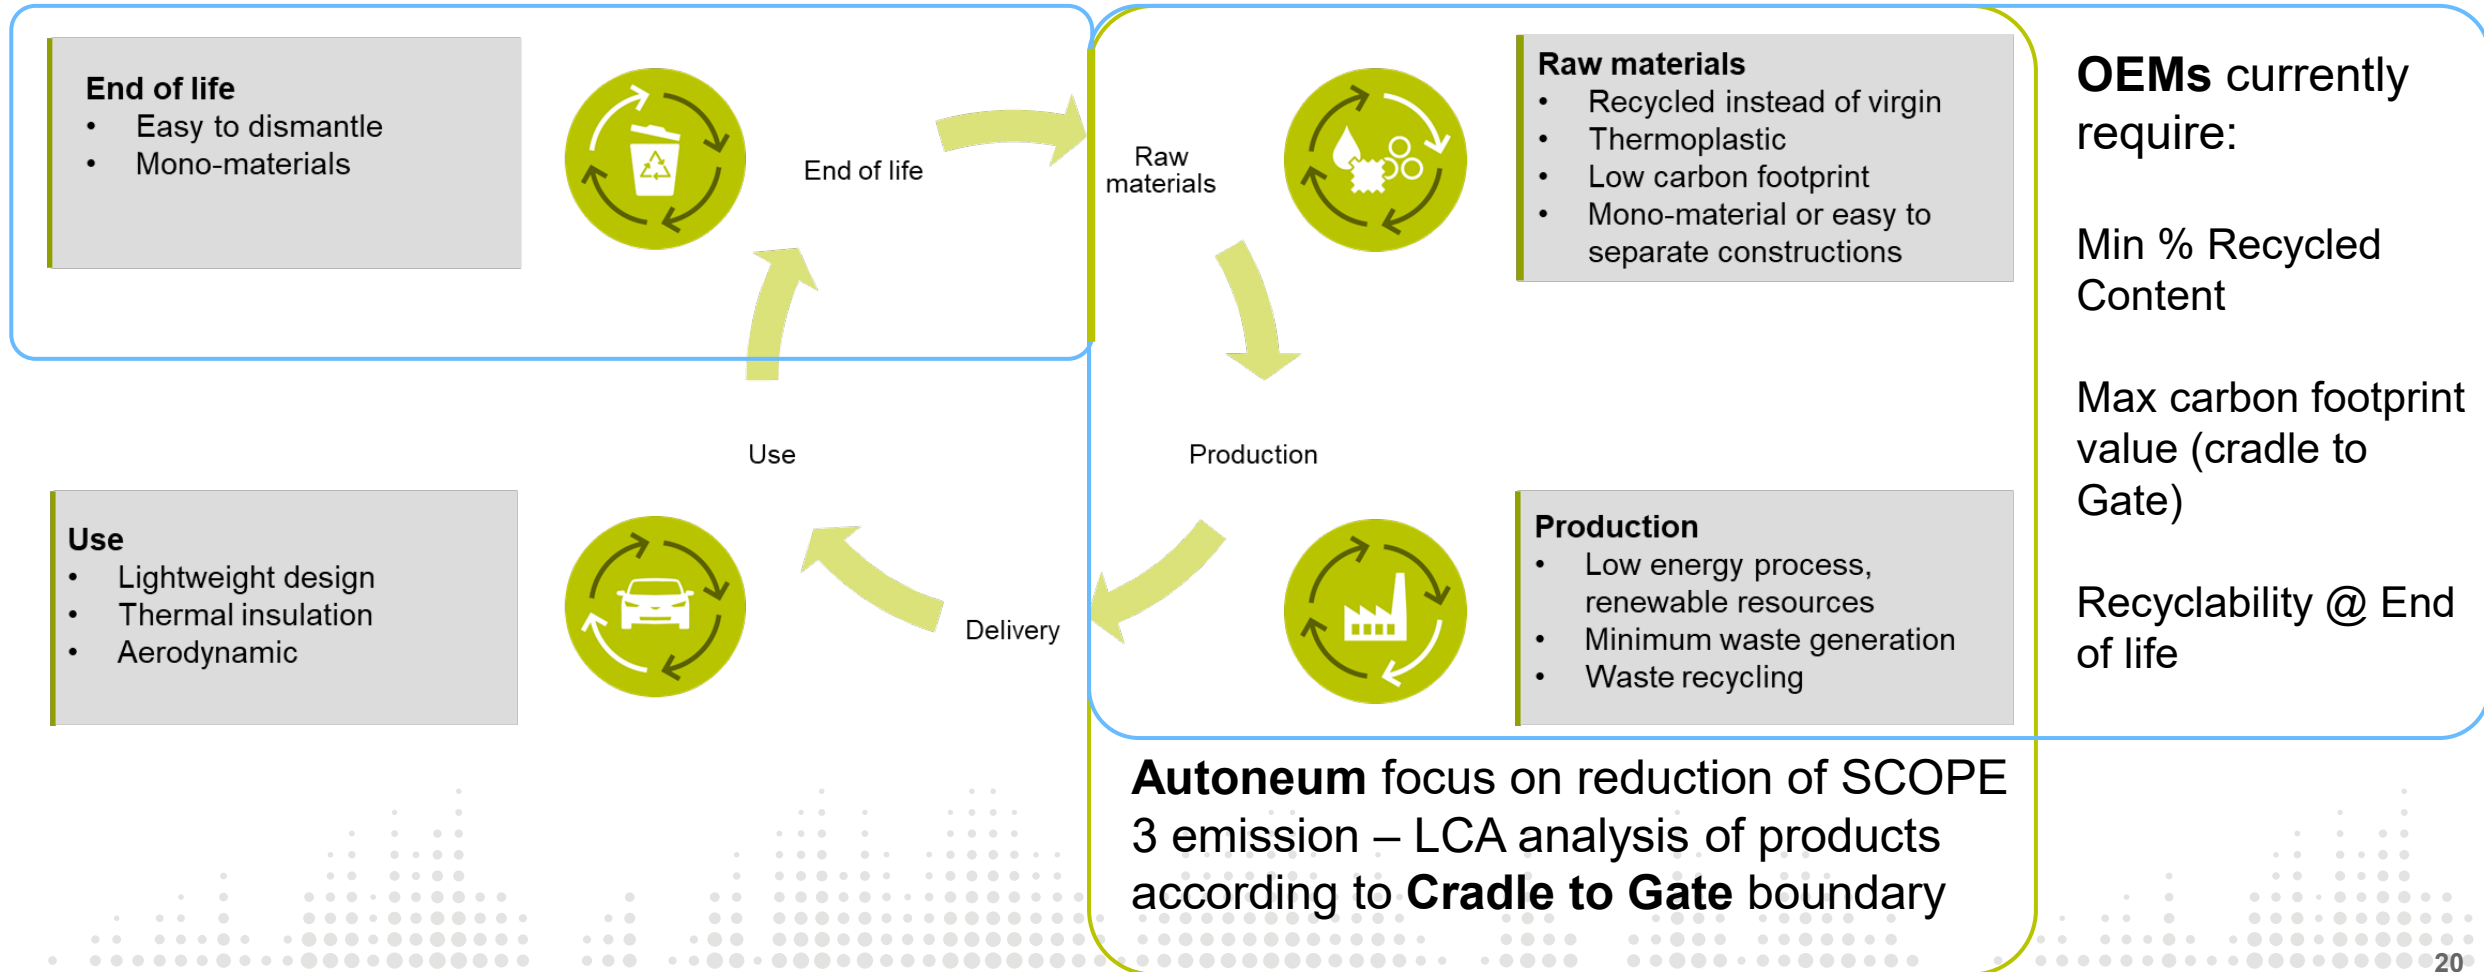 End of life
• Easy to dismantle
• Mono-materials
End of life
Raw
materials
Raw materials
• Recycled instead of virgin
• Thermoplastic
• Low carbon footprint
• Mono-material or easy to
separate constructions
OEMs currently
require:
Min % Recycled
Content
Max carbon footprint
value (cradle to
Gate)
Recyclability @ End
of life
Use
Production
Use
• Lightweight design
• Thermal insulation
• Aerodynamic
Delivery
Production
• Low energy process,
renewable resources
• Minimum waste generation
• Waste recycling
Autoneum focus on reduction of SCOPE
3 emission – LCA analysis of products
according to Cradle to Gate boundary
20